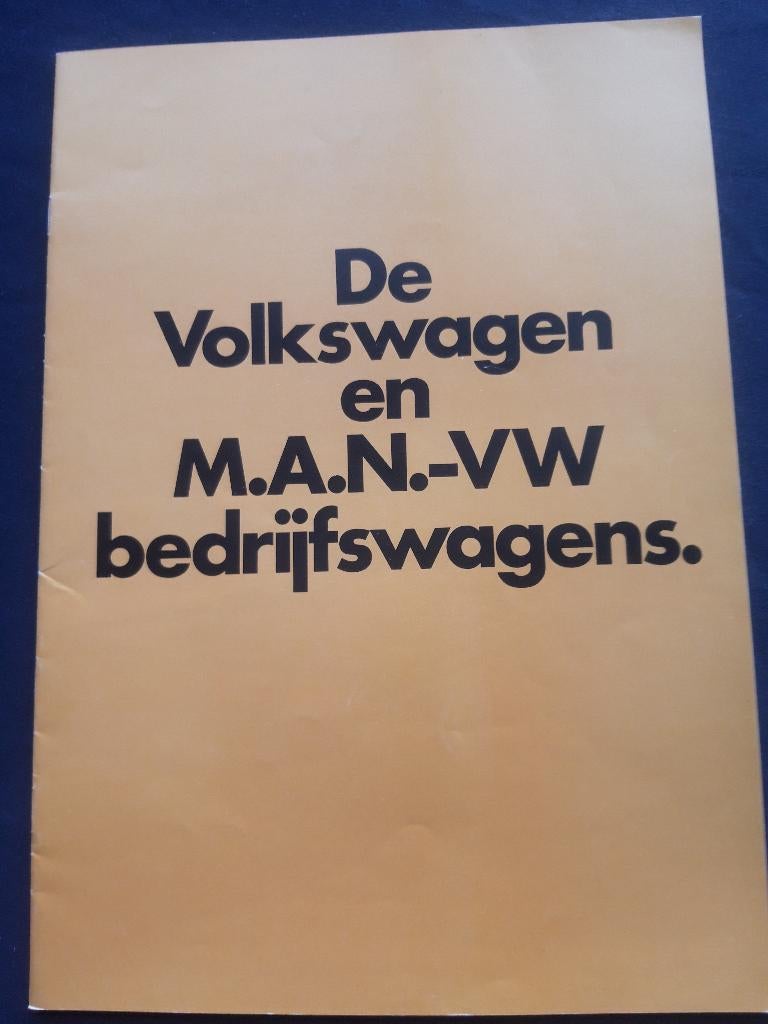 De
Volkswagen
en
M.A.N.-VW
bedrijfswagens.